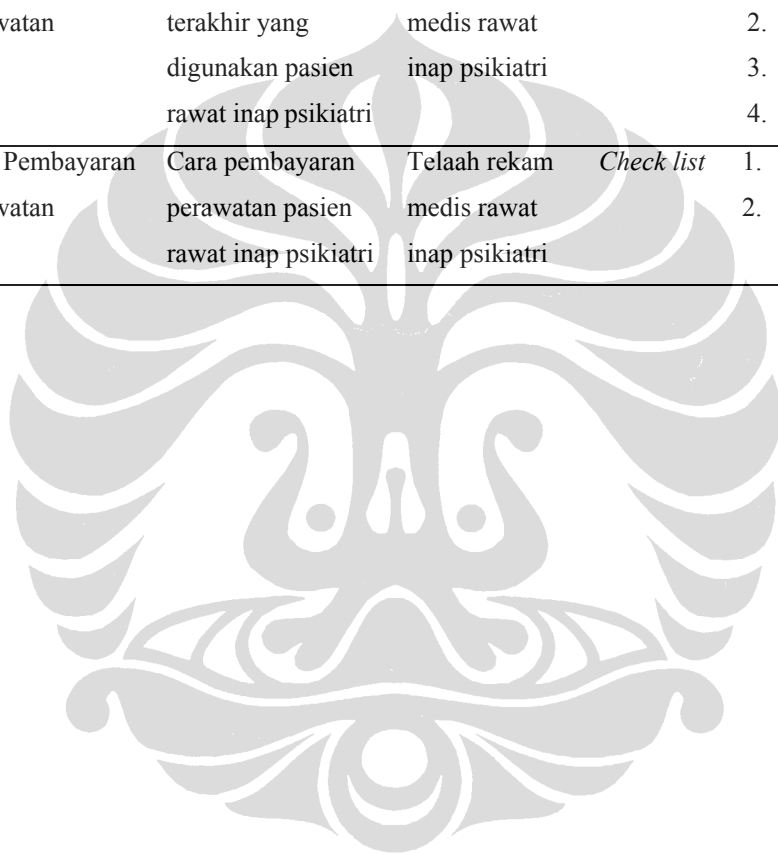 watan terakhir yang medis rawat 2.
digunakan pasien inap psikiatri 3.
rawat inap psikiatri 4.
Pembayaran Cara pembayaran Telaah rekam Check list 1.
watan perawatan pasien medis rawat 2.
rawat inap psikiatri inap psikiatri